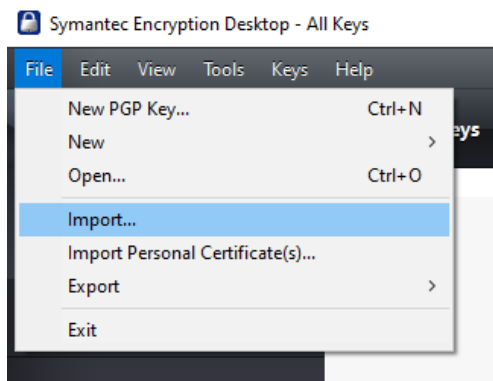 Symantec Encryption Desktop - All Keys
File Edit View Tools Keys Help
New PGP Key... Ctrl+N
New
Open... Ctrl+O
Import...
Import Personal Certificate(s)...
Export
Exit